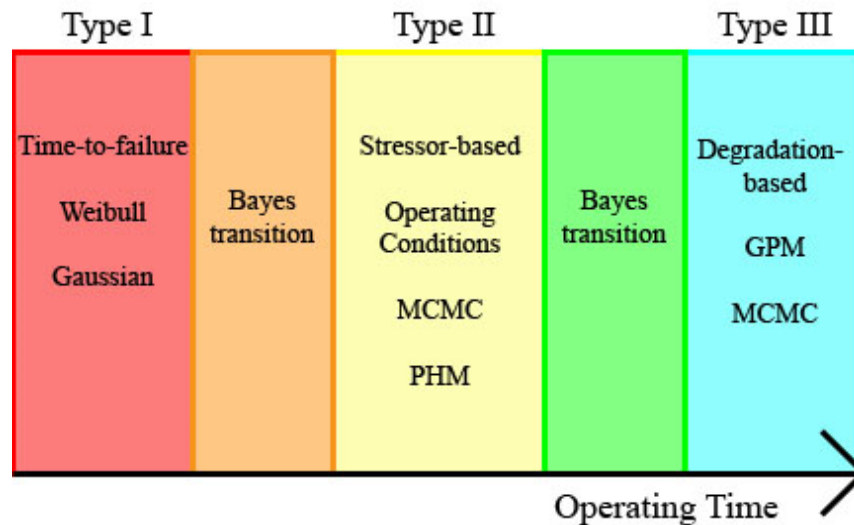 Type I
Type II
Type III
Time-to-failure
Weibull
Gaussian
Bayes
transition
Stressor-based
Operating
Conditions
MCMC
PHM
Bayes
transition
Degradation-
based
GPM
MCMC
Operating Time